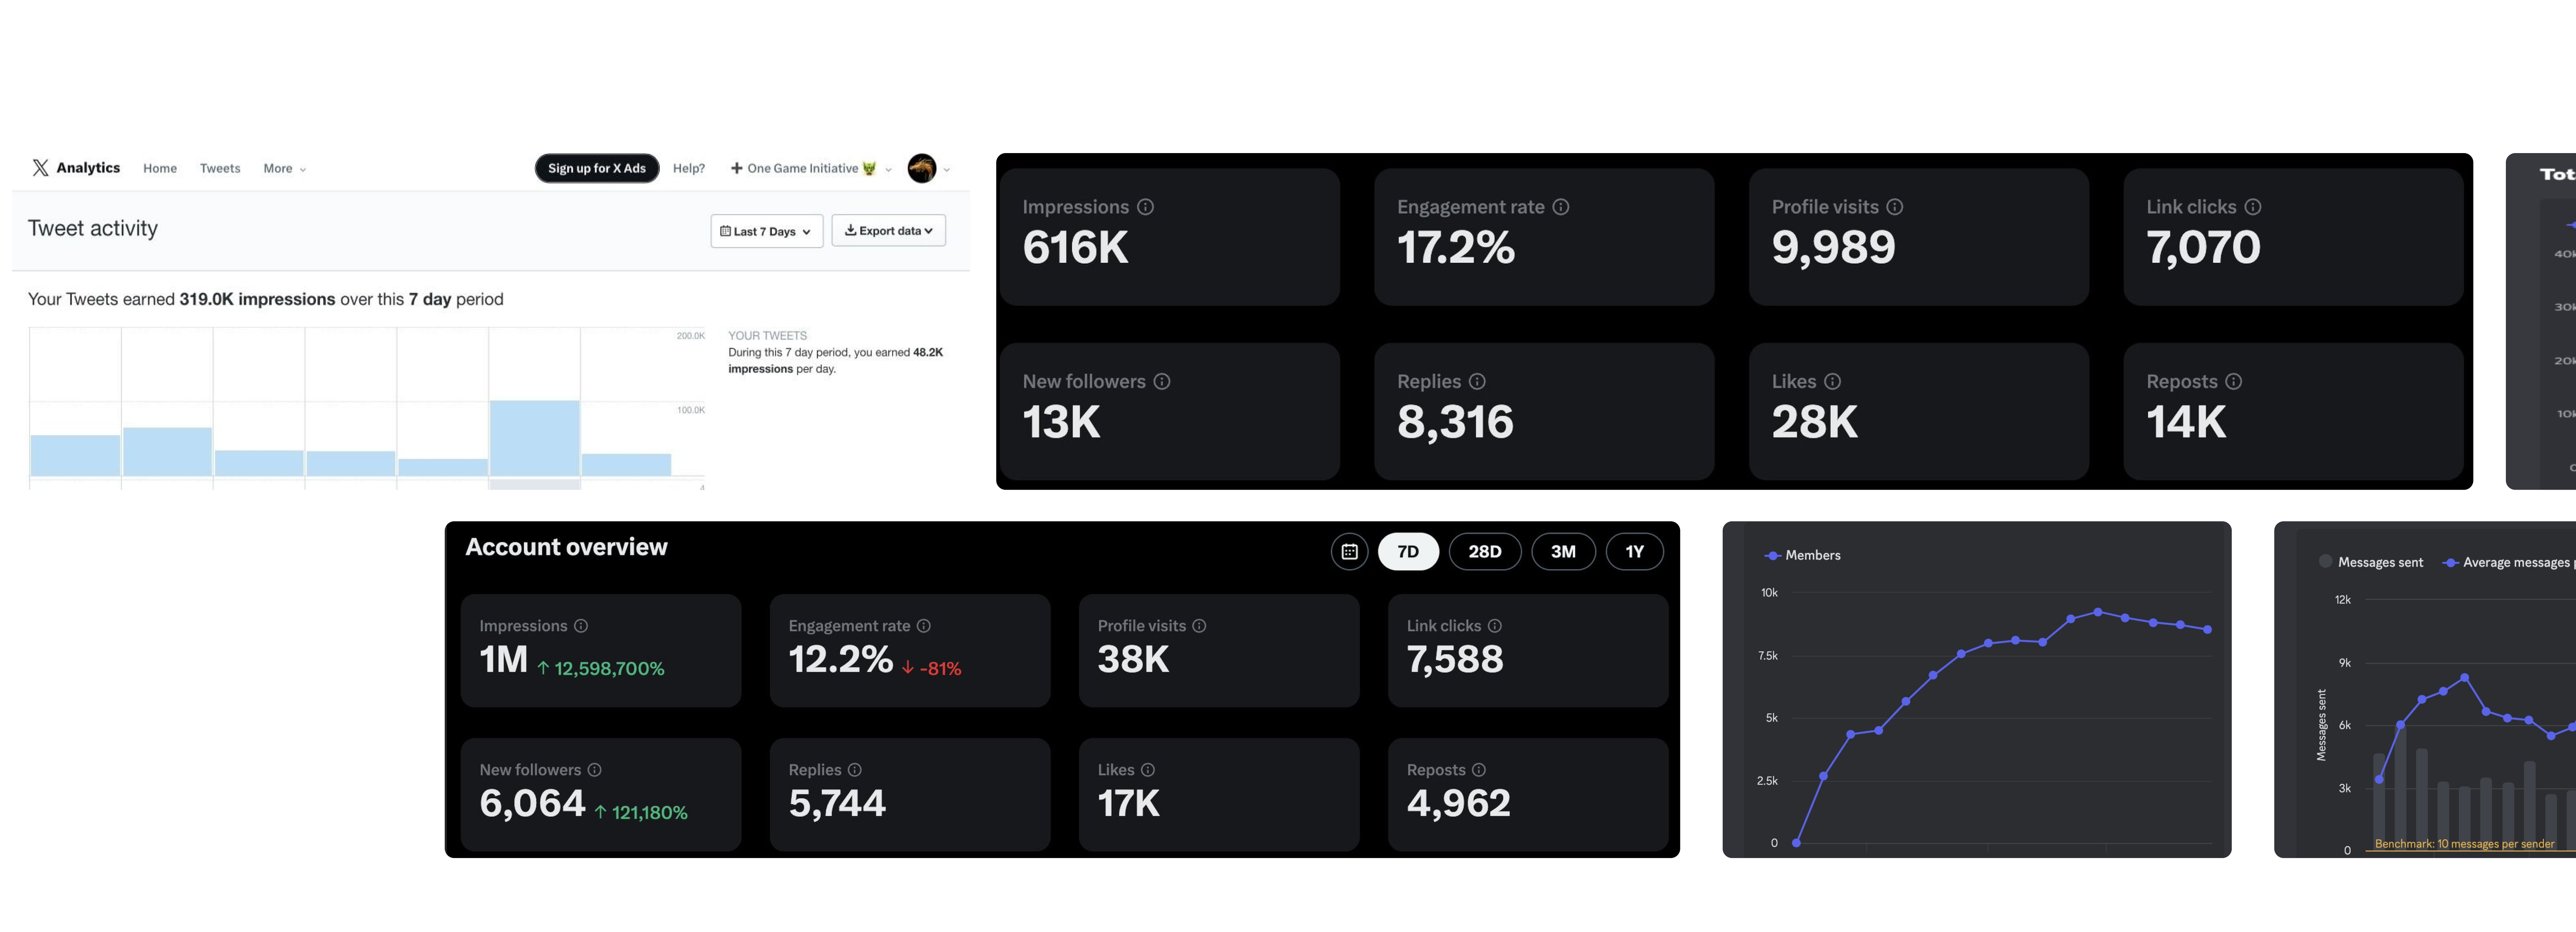 Analytics Home Tweets More Sign up for X Ads Help? One Game Initiative
Tweet activity
Last 7 Days Export data
Your Tweets earned 319.0K impressions over this 7 day period
200.0K
100.0K
4
YOUR TWEETS
During this 7 day period, you earned 48.2K
impressions per day.
Impressions
616K
Engagement rate
17.2%
Profile visits
9,989
Link clicks
7,070
New followers
13K
Replies
8,316
Likes
28K
Reposts
14K
Tot
40k
30k
20k
10k
Account overview
7D 28D 3M 1Y
Impressions
1M ↑ 12,598,700%
Engagement rate
12.2% ↓ -81%
Profile visits
38K
Link clicks
7,588
New followers
6,064 ↑ 121,180%
Replies
5,744
Likes
17K
Reposts
4,962
Members
10k
7.5k
5k
2.5k
0
Messages sent Average messages
12k
9k
6k
3k
0
Messages sent
Benchmark: 10 messages per sender